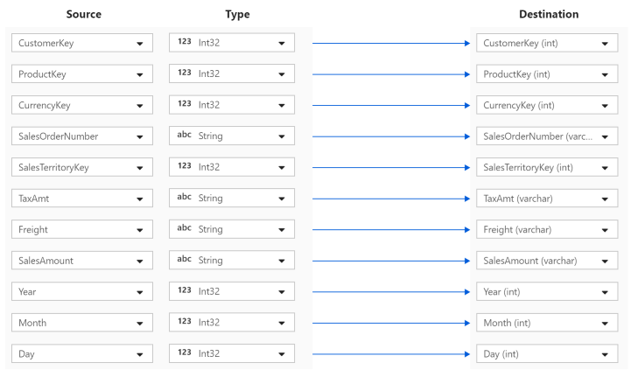 Source Type Destination
CustomerKey 123 Int32 CustomerKey (int)
ProductKey 123 Int32 ProductKey (int)
CurrencyKey 123 Int32 CurrencyKey (int)
SalesOrderNumber abc String SalesOrderNumber (varc...
SalesTerritoryKey 123 Int32 SalesTerritoryKey (int)
TaxAmt abc String TaxAmt (varchar)
Freight abc String Freight (varchar)
SalesAmount abc String SalesAmount (varchar)
Year 123 Int32 Year (int)
Month 123 Int32 Month (int)
Day 123 Int32 Day (int)